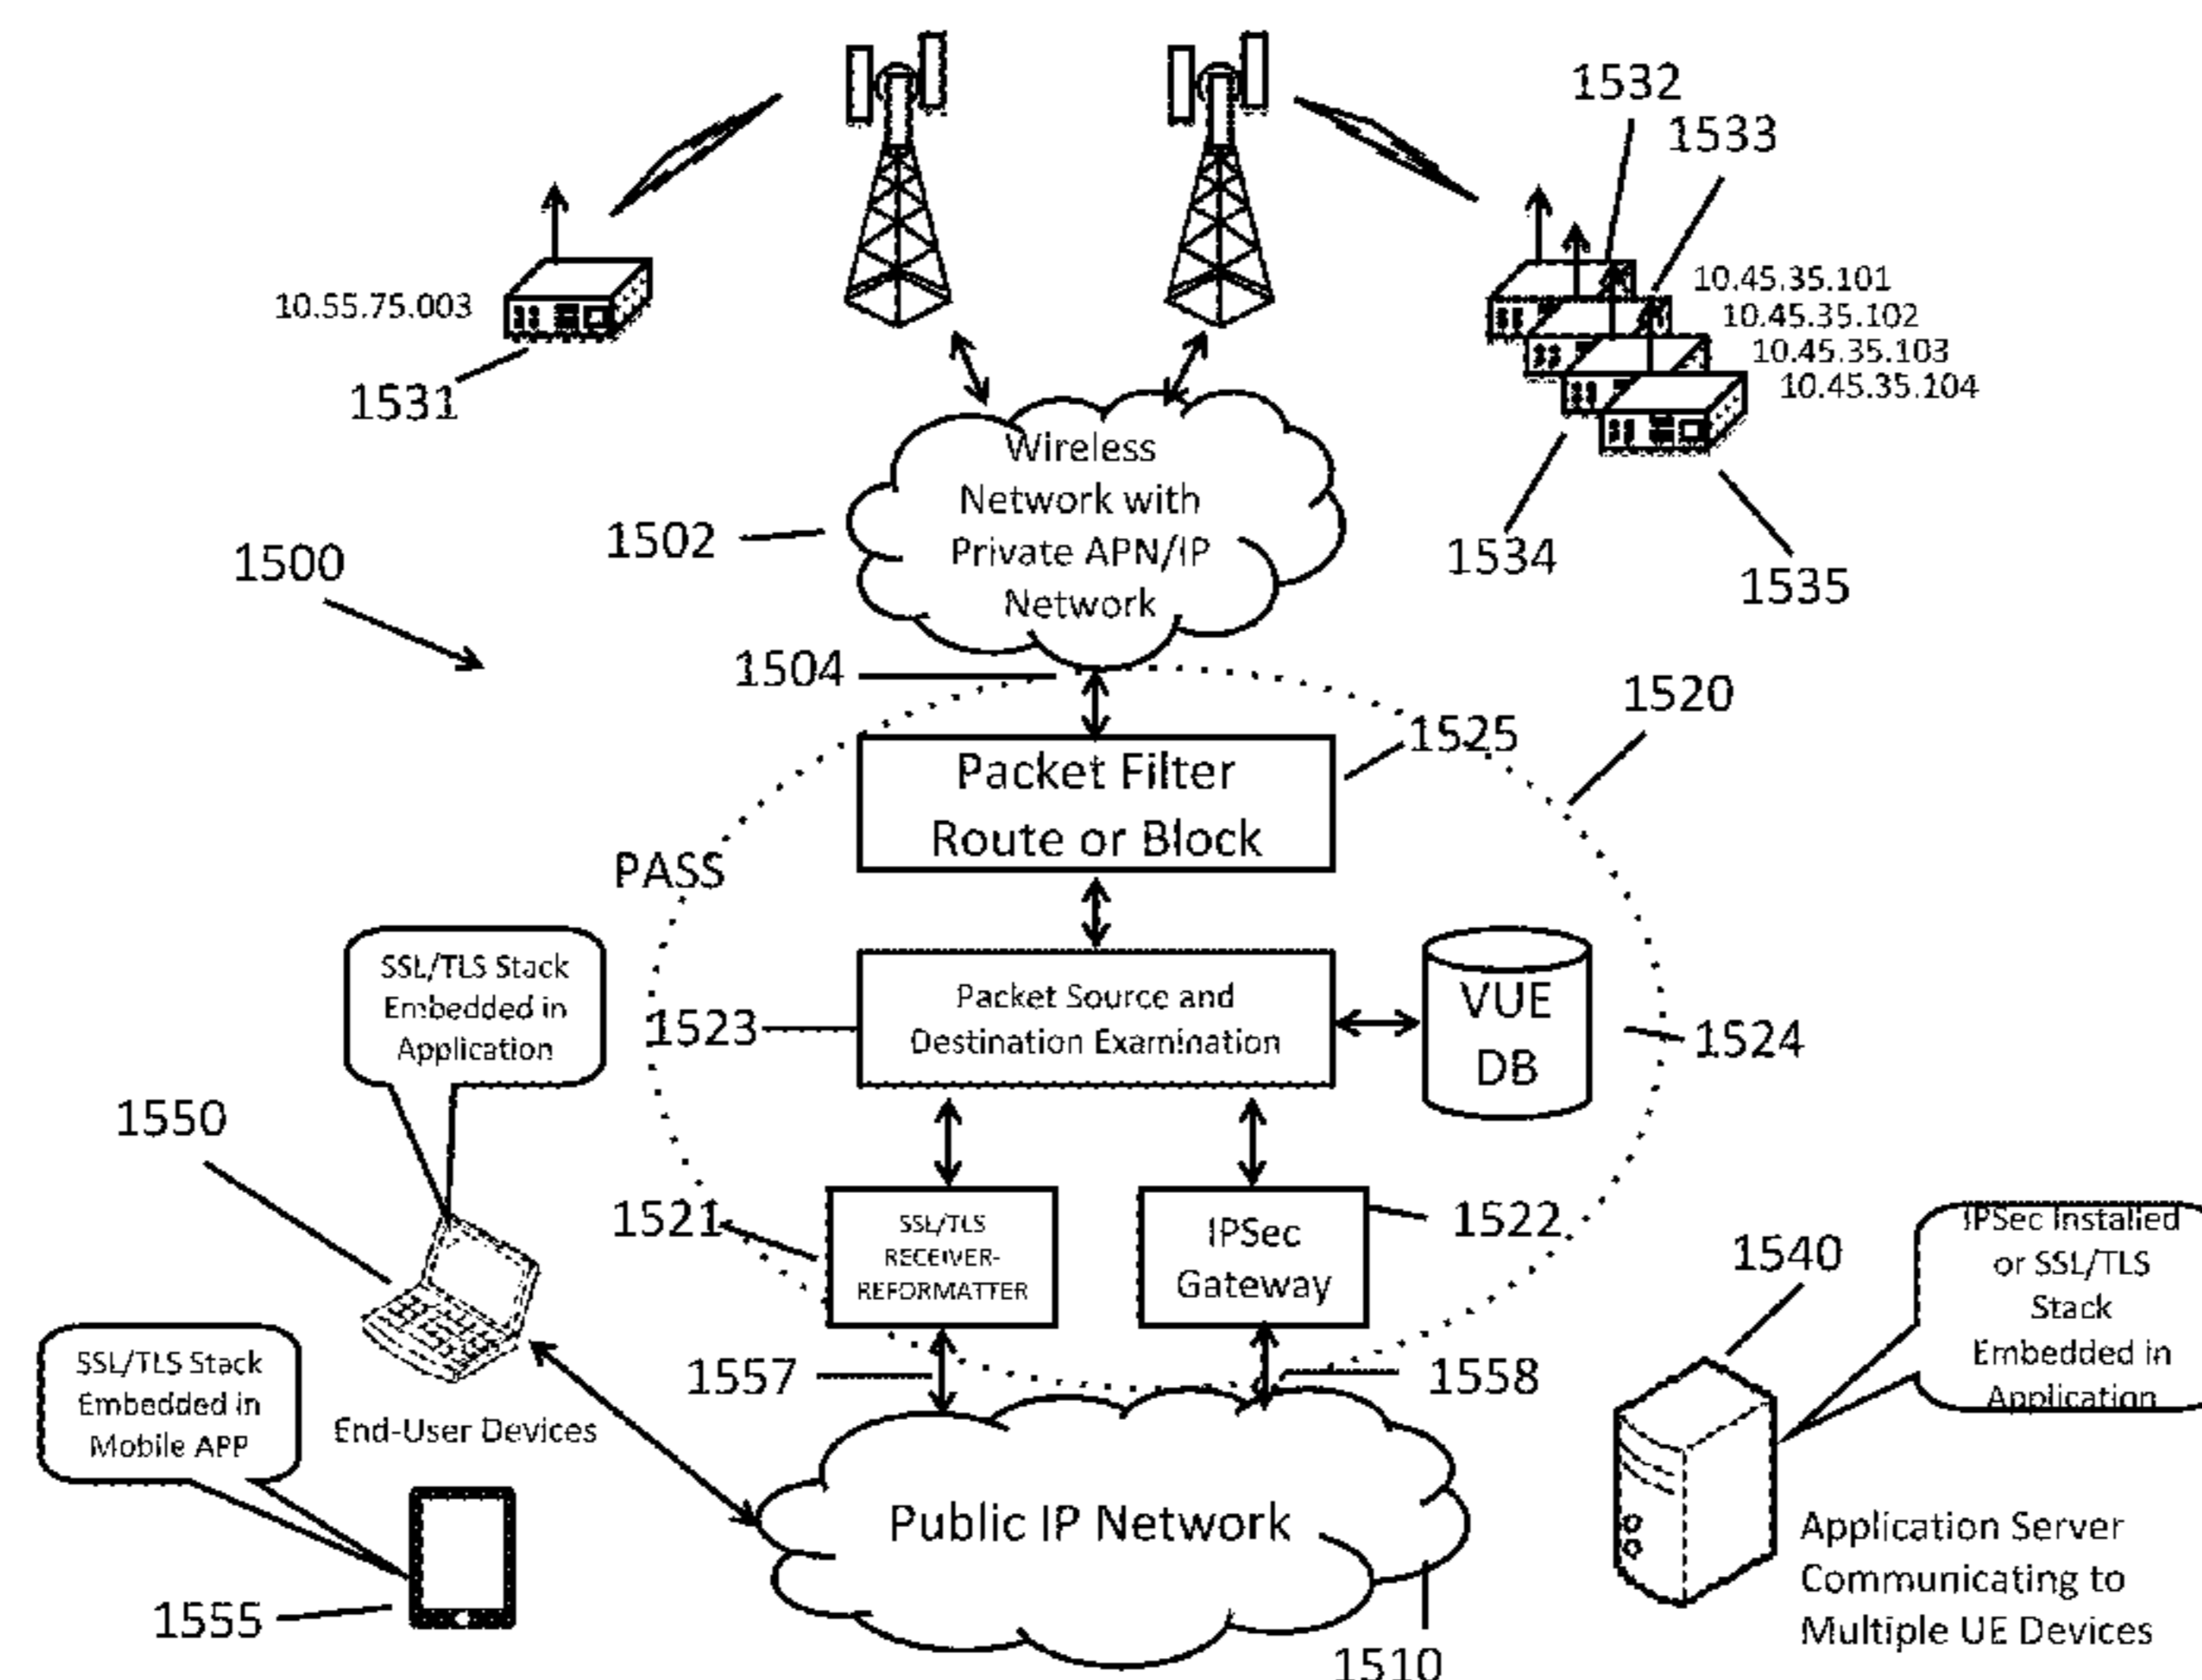 1532
1533
10.55.75.003
10.45.35.101
10.45.35.102
10.45.35.103
10.45.35.104
1531
Wireless
Network with
Private APN/IP
Network
1502
1500
1534
1535
1504
1520
1525
Packet Filter
Route or Block
PASS
SSL/TLS Stack
Embedded in
Application
1523
Packet Source and
Destination Examination
VUE
DB
1524
1550
1521
SSL/TLS
RECEIVER-
REFORMATTER
IPSec
Gateway
1522
1540
IPSec Installed
or SSL/TLS
Stack
Embedded in
Application
SSL/TLS Stack
Embedded in
Mobile APP
1557
1558
End-User Devices
Public IP Network
Application Server
Communicating to
Multiple UE Devices
1555
1510